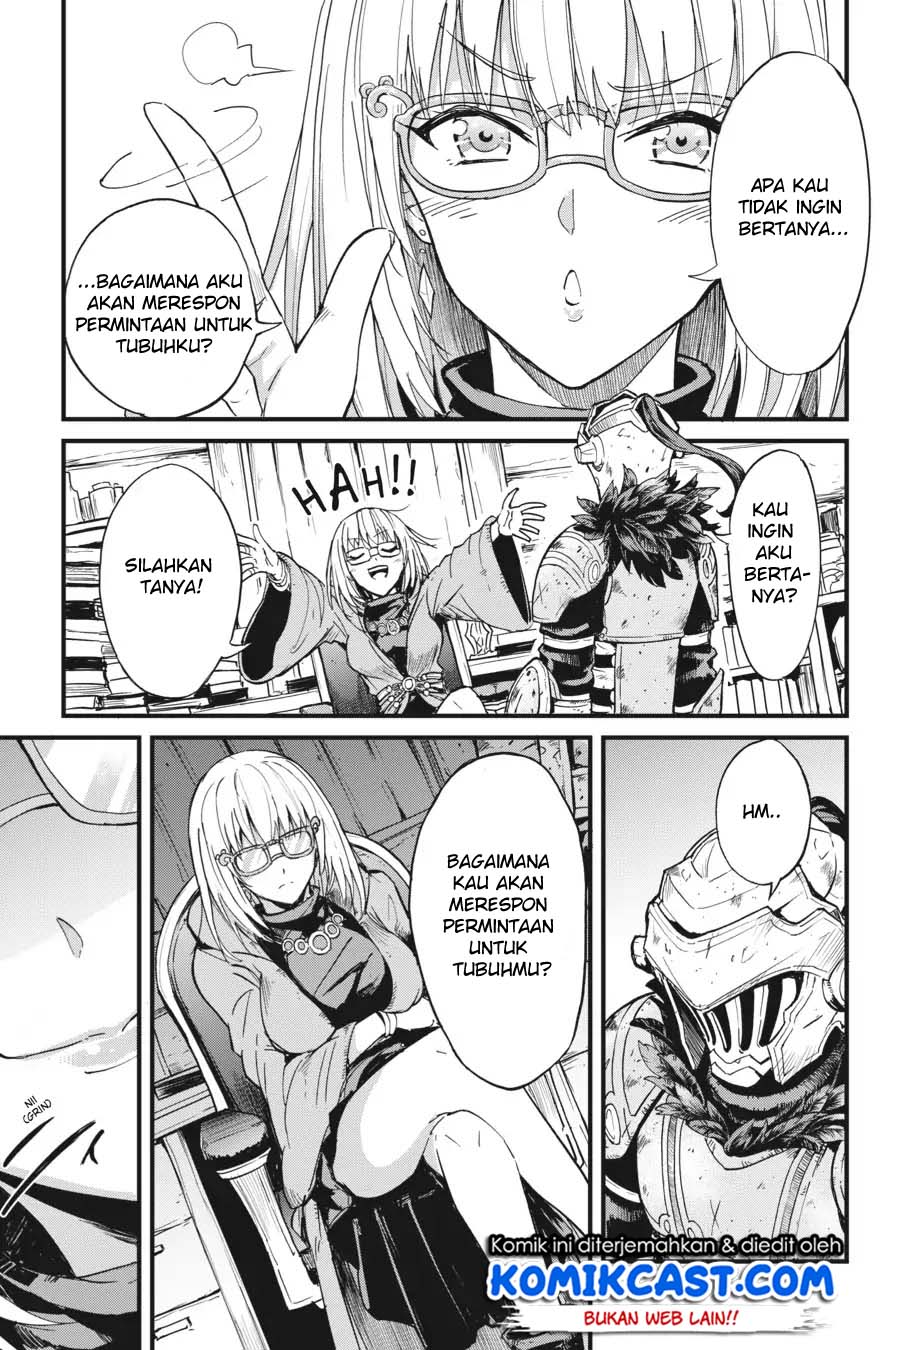 APA KAU
TIDAK INGIN
BERTANYA...
...BAGAIMANA AKU
AKAN MERESPON
PERMINTAAN UNTUK
TUBUHKU?
KAU
INGIN
AKU
BERTA-
NYA?
HAH!!
SILAHKAN
TANYA!
HM..
BAGAIMANA
KAU AKAN
MERESPON
PERMINTAAN
UNTUK
TUBUHMU?
NII
(GRIN)
Komik ini diterjemahkan & diedit oleh
KOMIKCAST.COM
BUKAN WEB LAIN!!